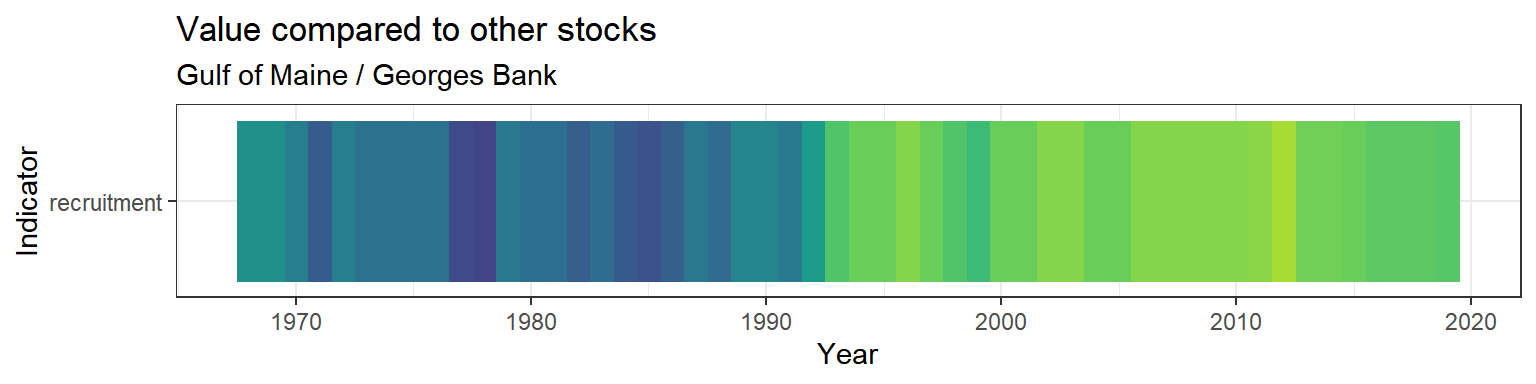 Value compared to other stocks
Gulf of Maine / Georges Bank
Indicator
recruitment
1970 1980 1990 2000 2010 2020
Year